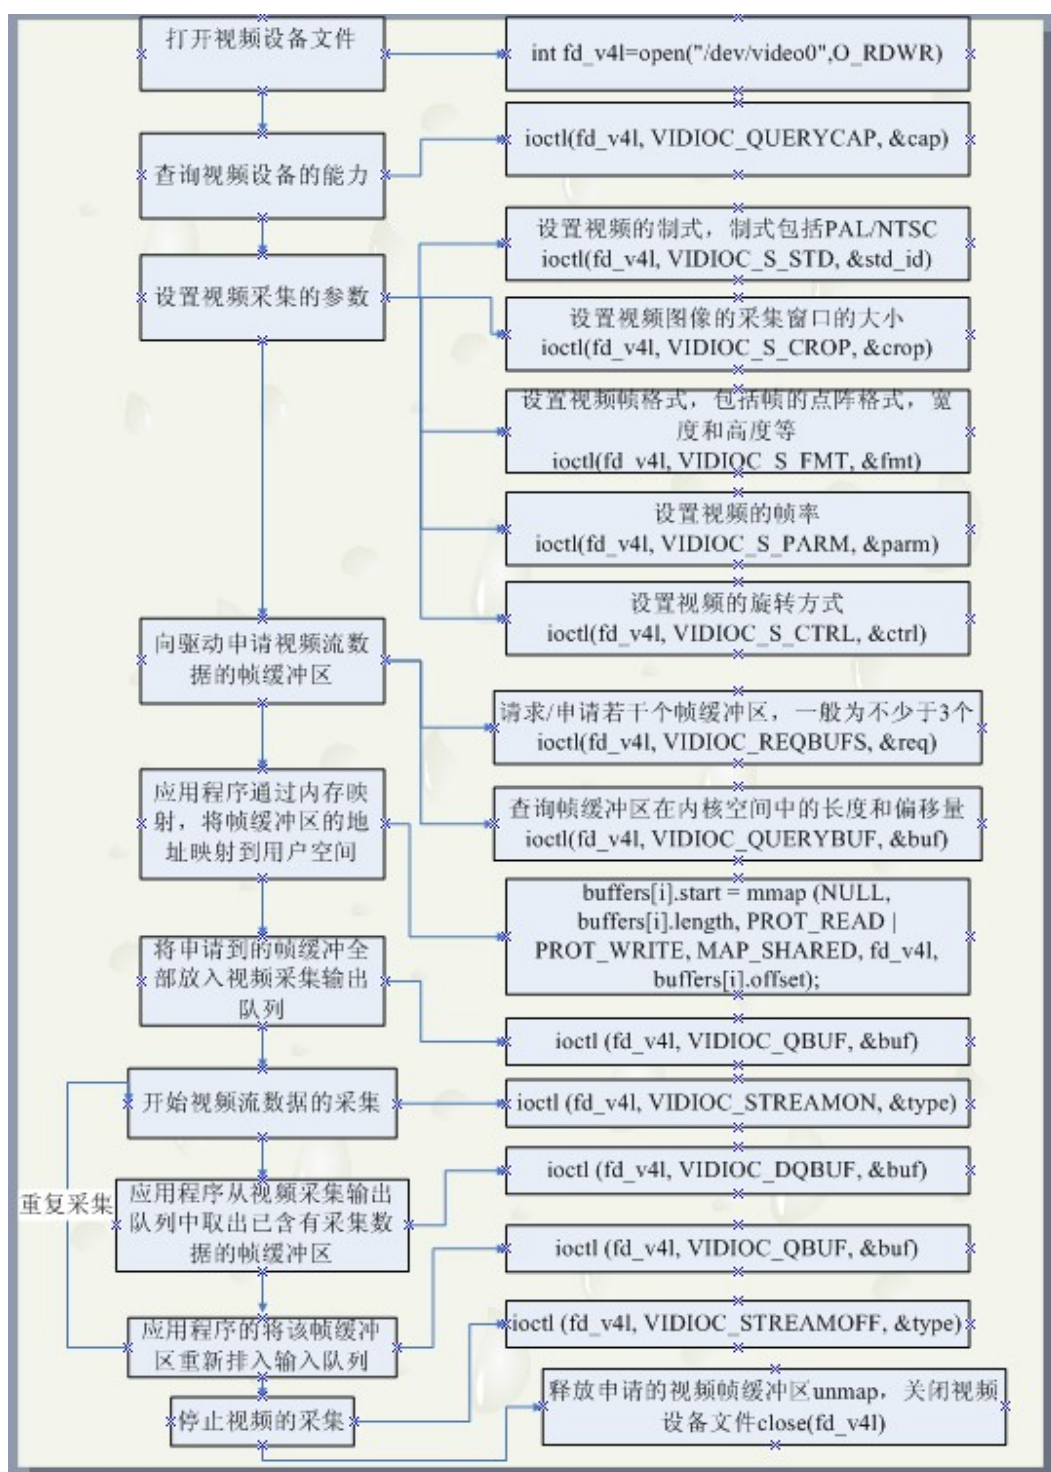 打开视频设备文件
int fd_v4l=open("/dev/video0",O_RDWR)
查询视频设备的能力
ioctl(fd_v4l, VIDIOC_QUERYCAP, &cap)
设置视频采集的参数
设置视频的制式，制式包括PAL/NTSC
ioctl(fd_v4l, VIDIOC_S_STD, &std_id)
设置视频图像的采集窗口的大小
ioctl(fd_v4l, VIDIOC_S_CROP, &crop)
设置视频帧格式，包括帧的点阵格式，宽
度和高度等
ioctl(fd_v4l, VIDIOC_S_FMT, &fmt)
设置视频的帧率
ioctl(fd_v4l, VIDIOC_S_PARM, &parm)
设置视频的旋转方式
ioctl(fd_v4l, VIDIOC_S_CTRL, &ctrl)
向驱动申请视频流数
据的帧缓冲区
请求/申请若干个帧缓冲区，一般为不少于3个
ioctl(fd_v4l, VIDIOC_REQBUFS, &req)
查询帧缓冲区在内核空间中的长度和偏移量
ioctl(fd_v4l, VIDIOC_QUERYBUF, &buf)
应用程序通过内存映
射，将帧缓冲区的地
址映射到用户空间
buffers[i].start = mmap (NULL,
buffers[i].length, PROT_READ |
PROT_WRITE, MAP_SHARED, fd_v4l,
buffers[i].offset);
将申请到的帧缓冲全
部放入视频采集输出
队列
ioctl (fd_v4l, VIDIOC_QBUF, &buf)
开始视频流数据的采集
ioctl (fd_v4l, VIDIOC_STREAMON, &type)
重复采集
应用程序从视频采集输出
队列中取出已含有采集数
据的帧缓冲区
ioctl (fd_v4l, VIDIOC_DQBUF, &buf)
应用程序的将该帧缓冲
区重新排入输入队列
ioctl (fd_v4l, VIDIOC_QBUF, &buf)
停止视频的采集
ioctl (fd_v4l, VIDIOC_STREAMOFF, &type)
释放申请的视频帧缓冲区unmap，关闭视频
设备文件close(fd_v4l)